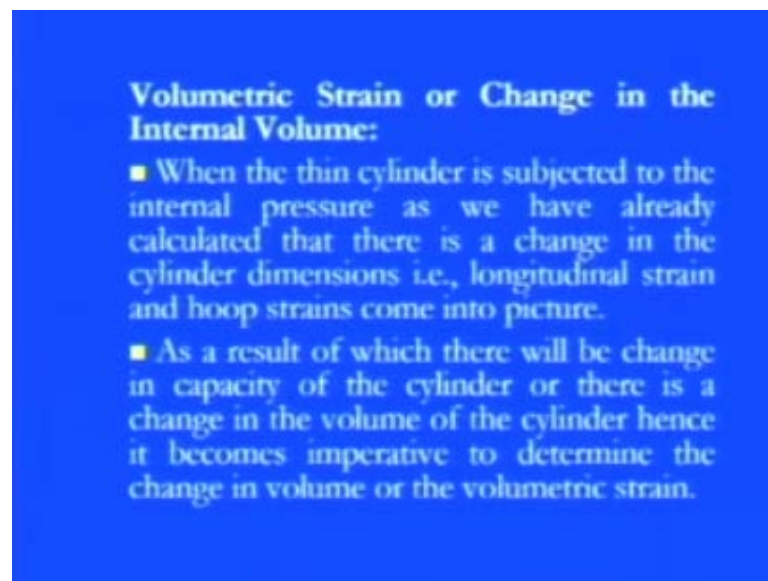 Volumetric Strain or Change in the
Internal Volume:
When the thin cylinder is subjected to the
internal pressure as we have already
calculated that there is a change in the
cylinder dimensions i.e., longitudinal strain
and hoop strains come into picture.
As a result of which there will be change
in capacity of the cylinder or there is a
change in the volume of the cylinder hence
it becomes imperative to determine the
change in volume or the volumetric strain.